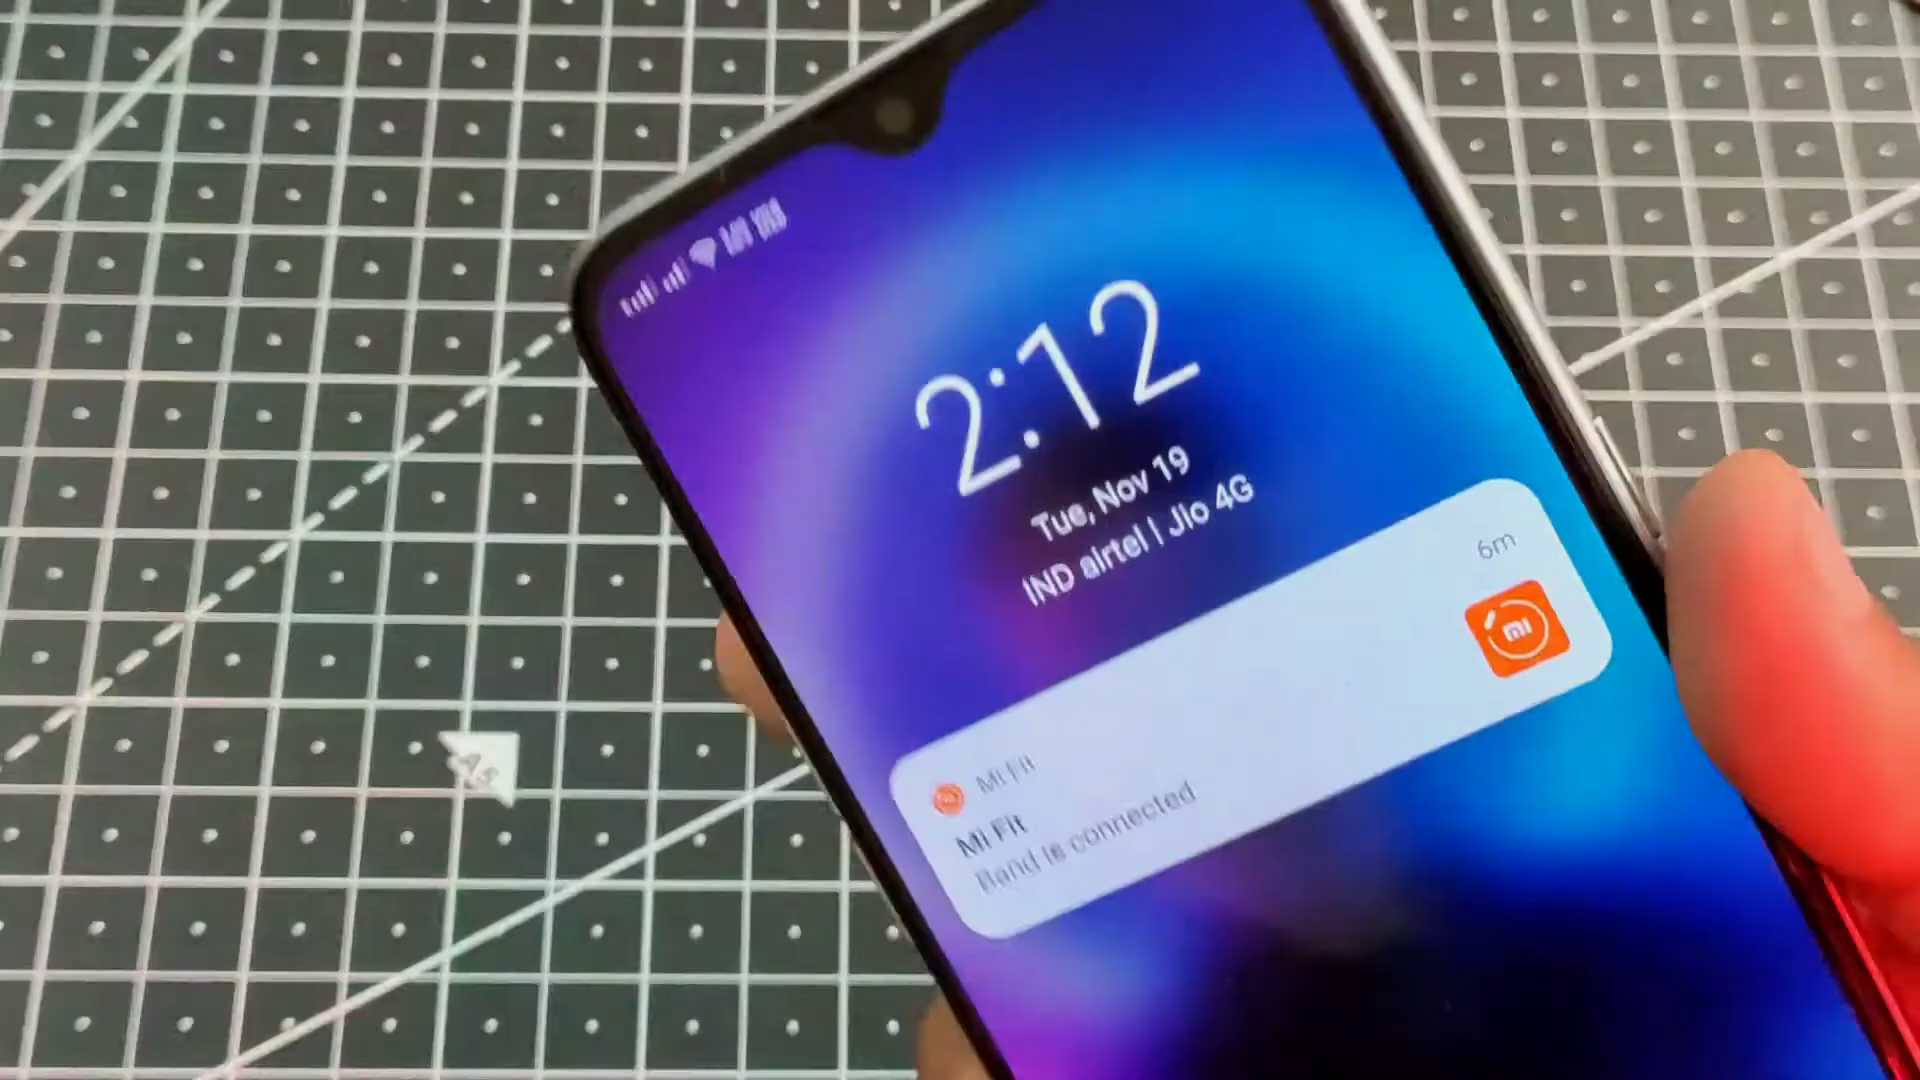 2:12
Tue, Nov 19
IND airtel | Jio 4G
6m
MI
Mi Fit
Mi Fit
Band is connected